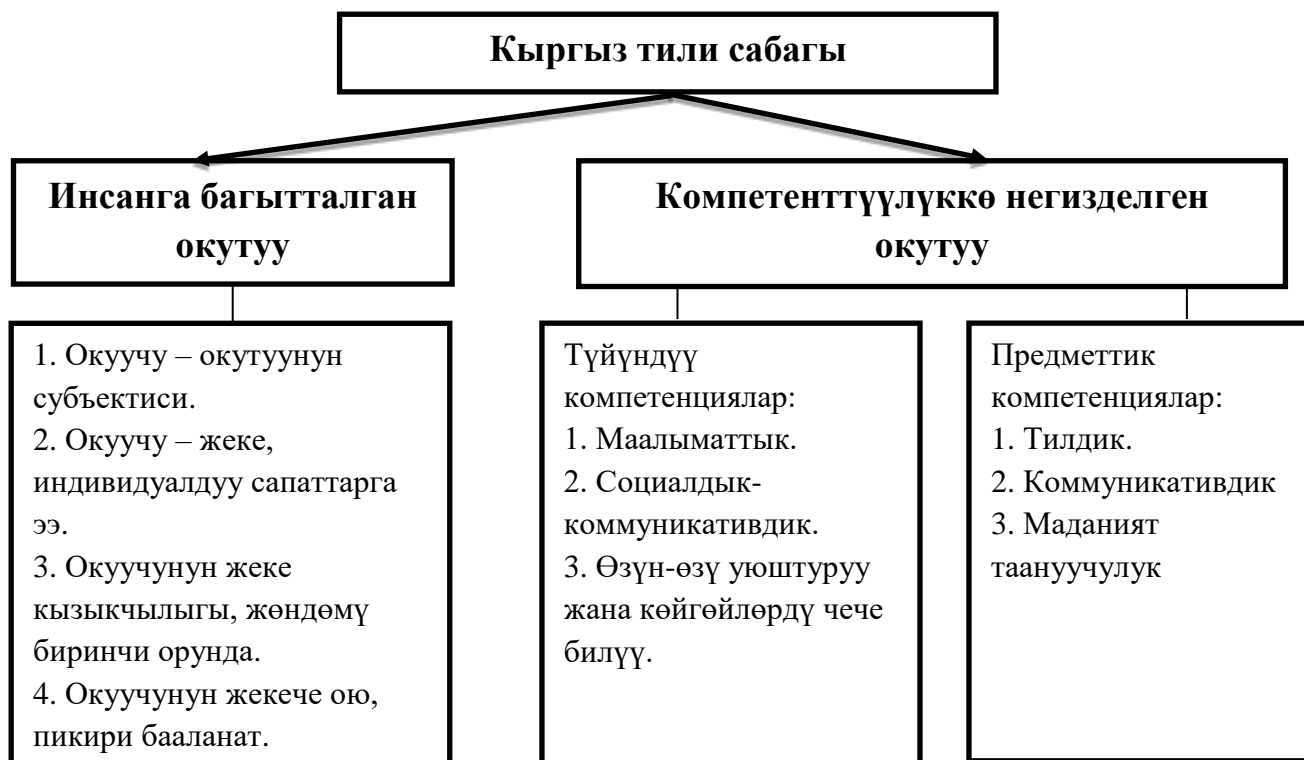 Кыргыз тили сабагы
Инсанга багытталган
окутуу
Компетенттүүлүккө негизделген
окутуу
1. Окуучу – окутуунун
субъектиси.
2. Окуучу – жеке,
индивидуалдуу сапаттарга
ээ.
3. Окуучунун жеке
кызыкчылыгы, жөндөмү
биринчи орунда.
4. Окуучунун жекече ою,
пикири бааланат.
Түйүндүү
компетенциялар:
1. Маалыматтык.
2. Социалдык-
коммуникативдик.
3. Өзүн-өзү уюштуруу
жана көйгөйлөрдү чече
билүү.
Предметтик
компетенциялар:
1. Тилдик.
2. Коммуникативдик
3. Маданият
таануучулук